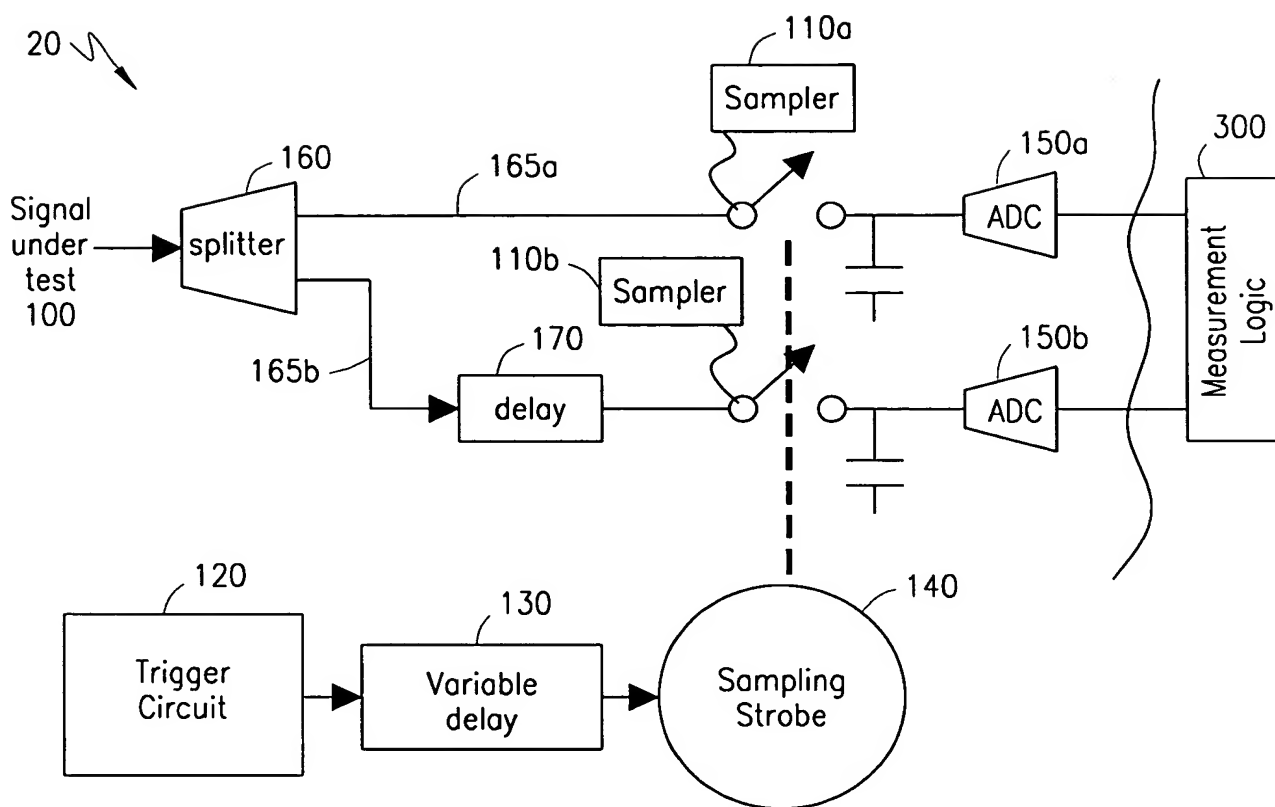 20
110a
Sampler
160
165a
150a
300
Signal
under
test
100
splitter
ADC
110b
Sampler
Measurement
Logic
165b
170
delay
150b
ADC
120
130
140
Trigger
Circuit
Variable
delay
Sampling
Strobe